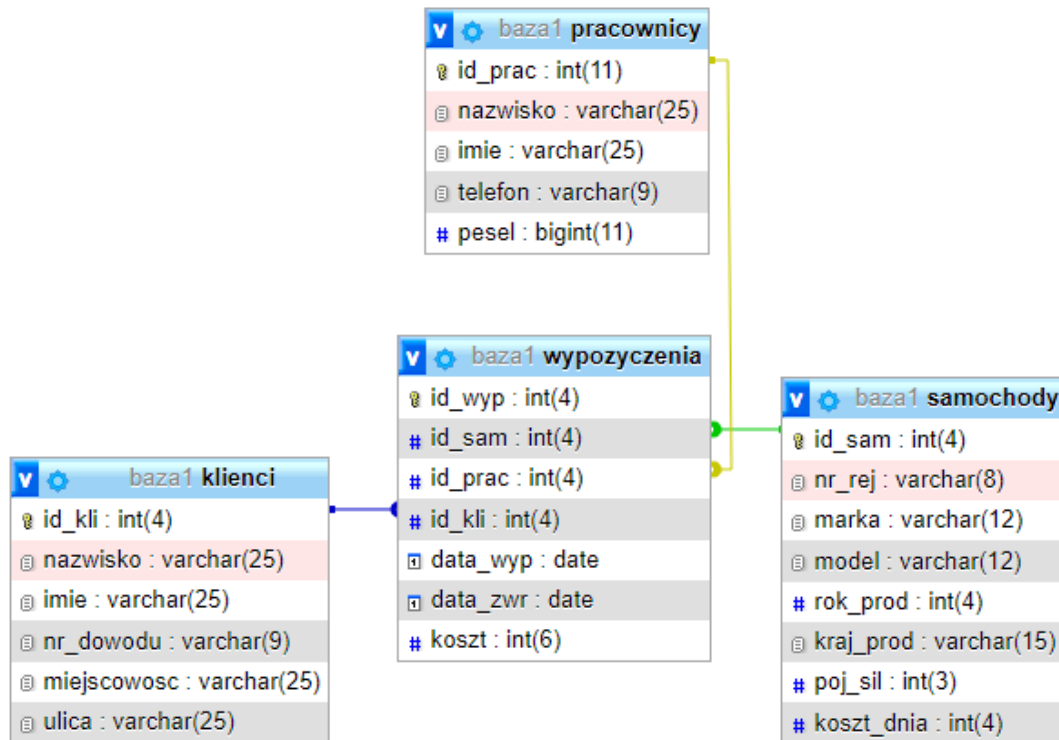 baza1 pracownicy
id_prac : int(11)
nazwisko : varchar(25)
imie : varchar(25)
telefon : varchar(9)
# pesel : bigint(11)
baza1 wypozyczenia
id_wyp : int(4)
# id_sam : int(4)
# id_prac : int(4)
# id_kli : int(4)
data_wyp : date
data_zwr : date
# koszt : int(6)
baza1 samochody
id_sam : int(4)
nr_rej : varchar(8)
marka : varchar(12)
model : varchar(12)
# rok_prod : int(4)
kraj_prod : varchar(15)
# poj_sil : int(3)
# koszt_dnia : int(4)
baza1 klienci
id_kli : int(4)
nazwisko : varchar(25)
imie : varchar(25)
nr_dowodu : varchar(9)
miejscowosc : varchar(25)
ulica : varchar(25)